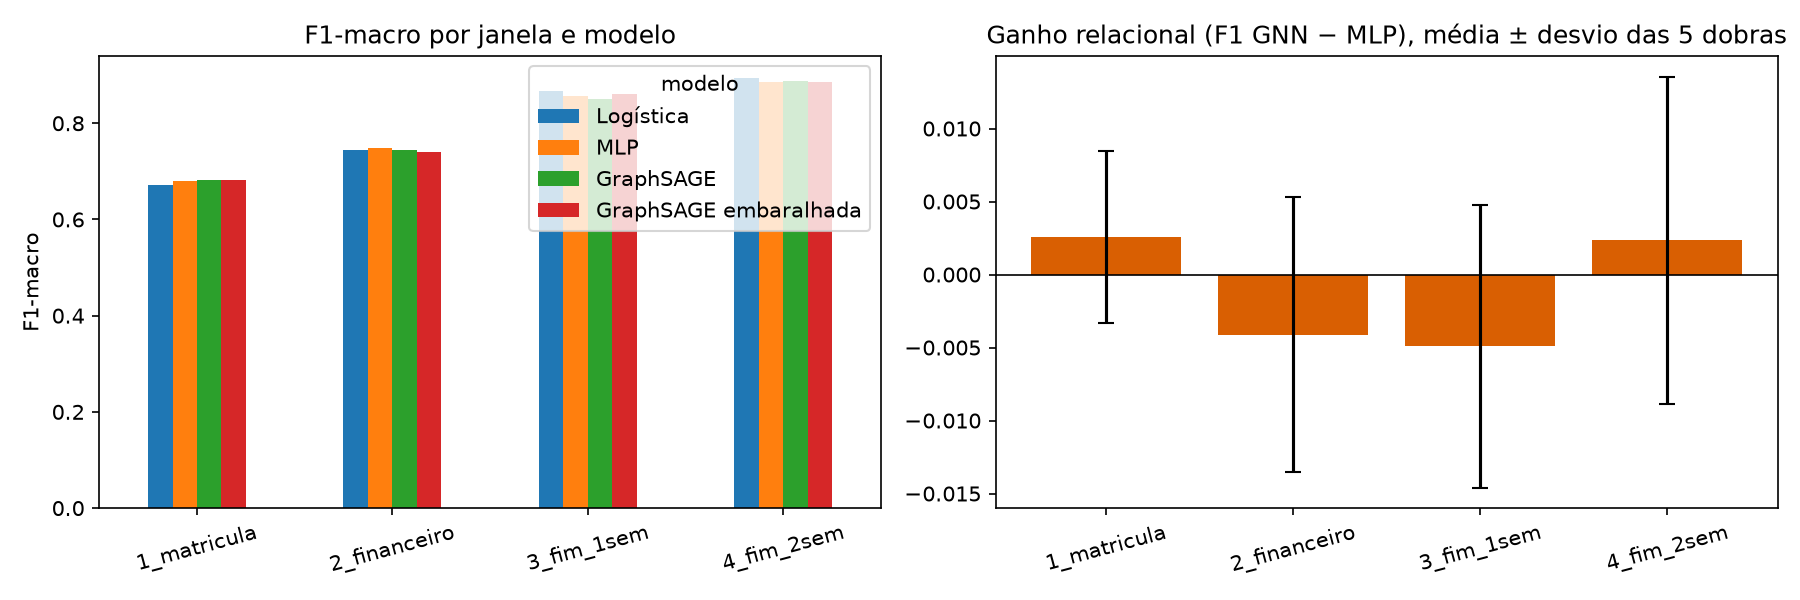 F1-macro por janela e modelo
F1-macro
0.8
0.6
0.4
0.2
0.0
modelo
Logística
MLP
GraphSAGE
GraphSAGE embaralhada
1_matricula
2_financeiro
3_fim_1sem
4_fim_2sem
Ganho relacional (F1 GNN − MLP), média ± desvio das 5 dobras
0.010
0.005
0.000
−0.005
−0.010
−0.015
1_matricula
2_financeiro
3_fim_1sem
4_fim_2sem